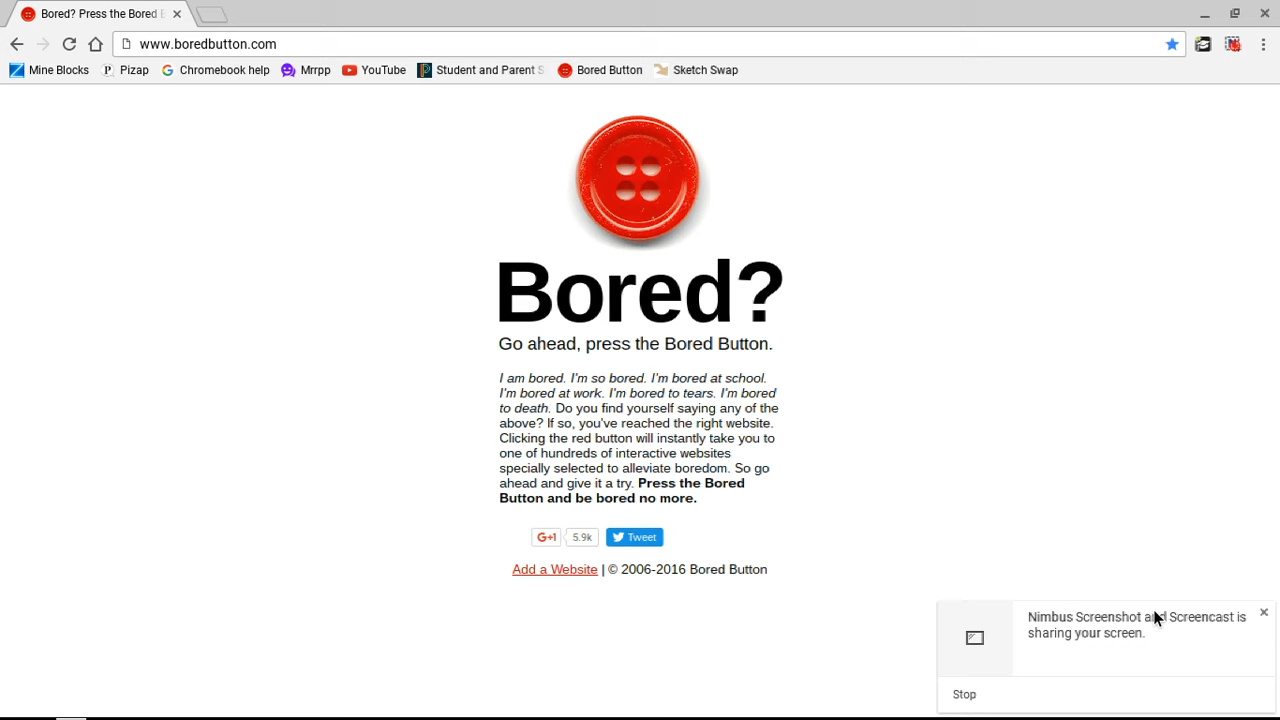 Bored? Press the Bored
www.boredbutton.com
Mine Blocks Pizap Chromebook help Mrrpp YouTube Student and Parent S Bored Button Sketch Swap
Bored?
Go ahead, press the Bored Button.
I am bored. I'm so bored. I'm bored at school.
I'm bored at work. I'm bored to tears. I'm bored
to death. Do you find yourself saying any of the
above? If so, you've reached the right website.
Clicking the red button will instantly take you to
one of hundreds of interactive websites
specially selected to alleviate boredom. So go
ahead and give it a try. Press the Bored
Button and be bored no more.
G+1 5.9k Tweet
Add a Website | © 2006-2016 Bored Button
Nimbus Screenshot and Screencast is
sharing your screen.
Stop